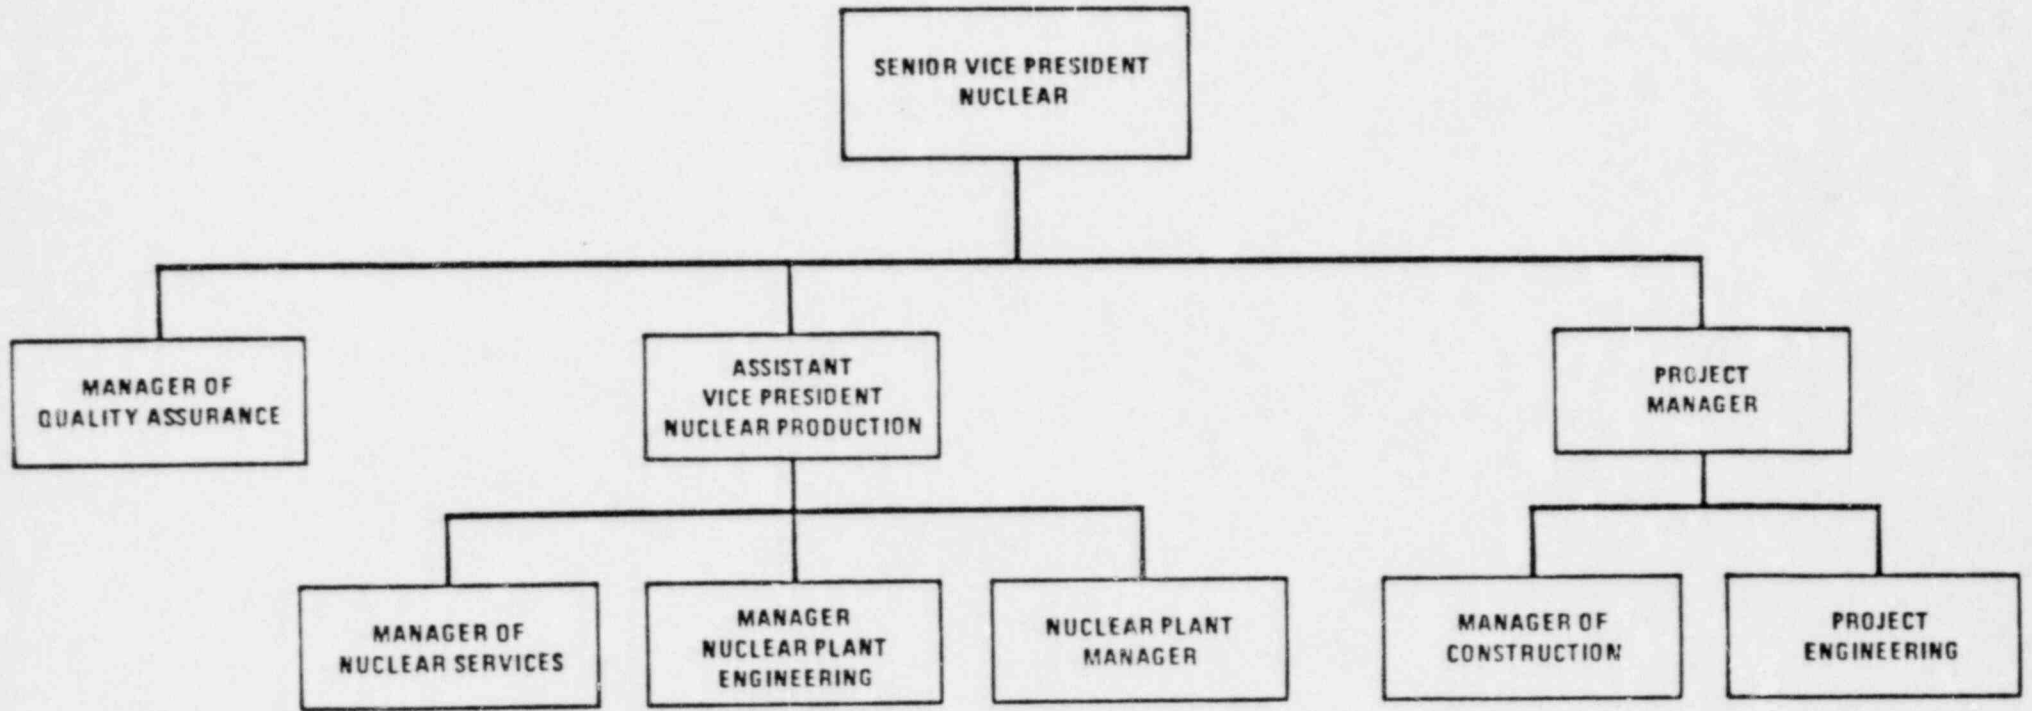 SENIOR VICE PRESIDENT
NUCLEAR
MANAGER OF
QUALITY ASSURANCE
ASSISTANT
VICE PRESIDENT
NUCLEAR PRODUCTION
PROJECT
MANAGER
MANAGER OF
NUCLEAR SERVICES
MANAGER
NUCLEAR PLANT
ENGINEERING
NUCLEAR PLANT
MANAGER
MANAGER OF
CONSTRUCTION
PROJECT
ENGINEERING